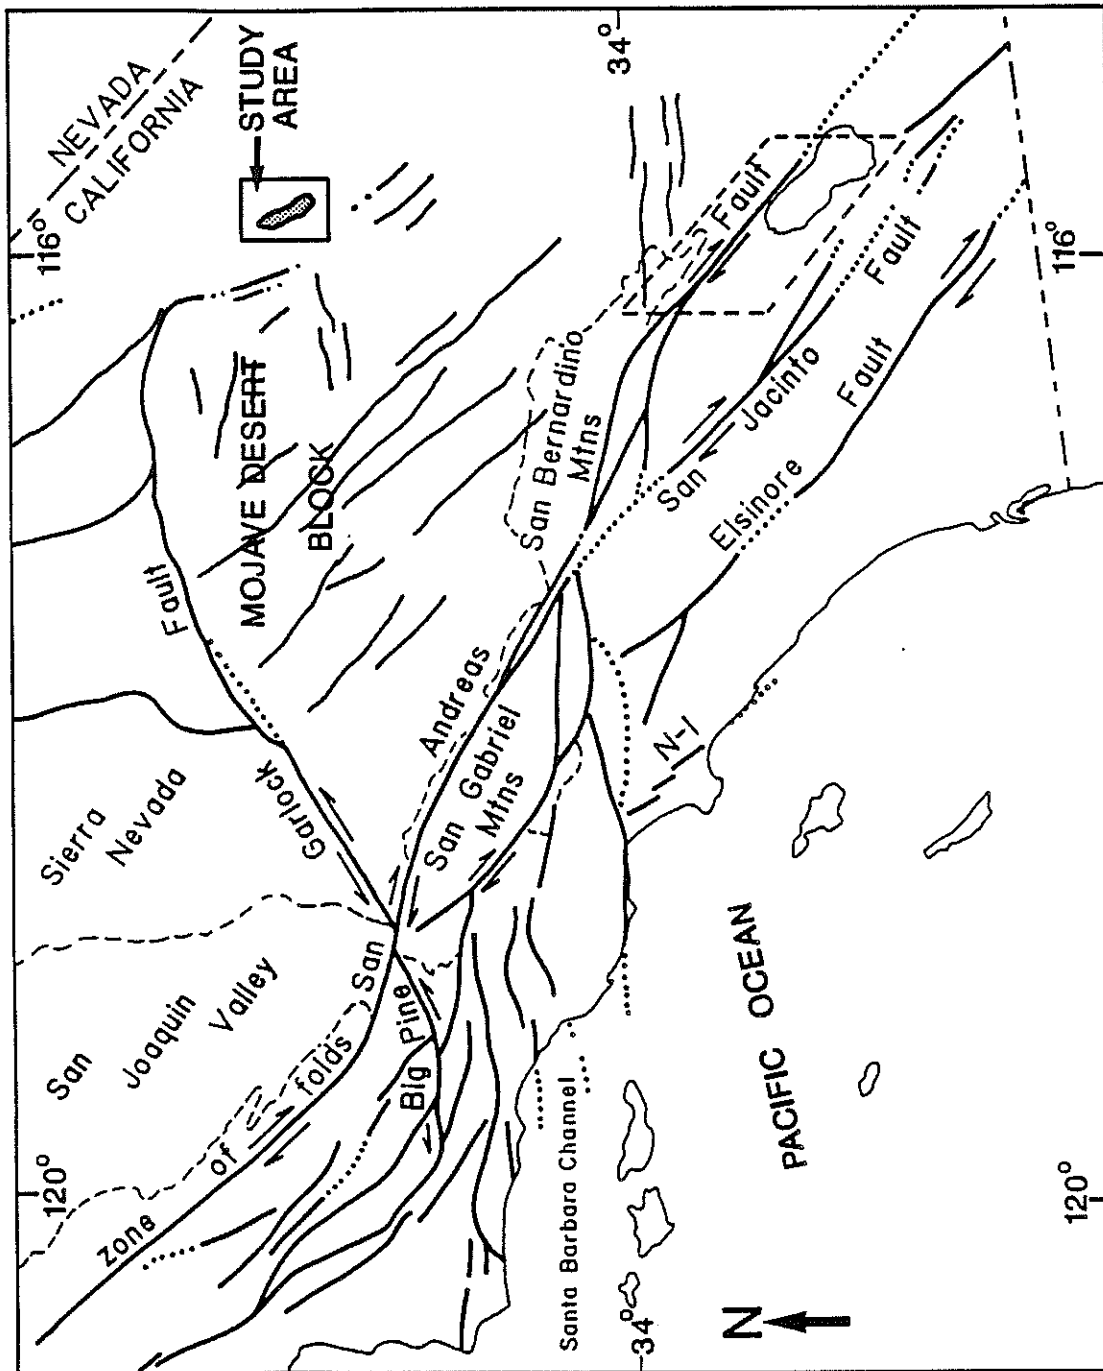 NEVADA
CALIFORNIA
STUDY
AREA
116°
34°
Sierra
Nevada
San
Joaquin
Valley
Garlock
Fault
MOJAVE DESERT
BLOCK
zone
of
folds
San
Andreas
Fault
Big
Pine
San
Gabriel
Mtns
San Bernardino
Mtns
San
Jacinto
Fault
Elsinore
Fault
N-I
Santa Barbara Channel
PACIFIC OCEAN
120°
34°
120°
116°
N